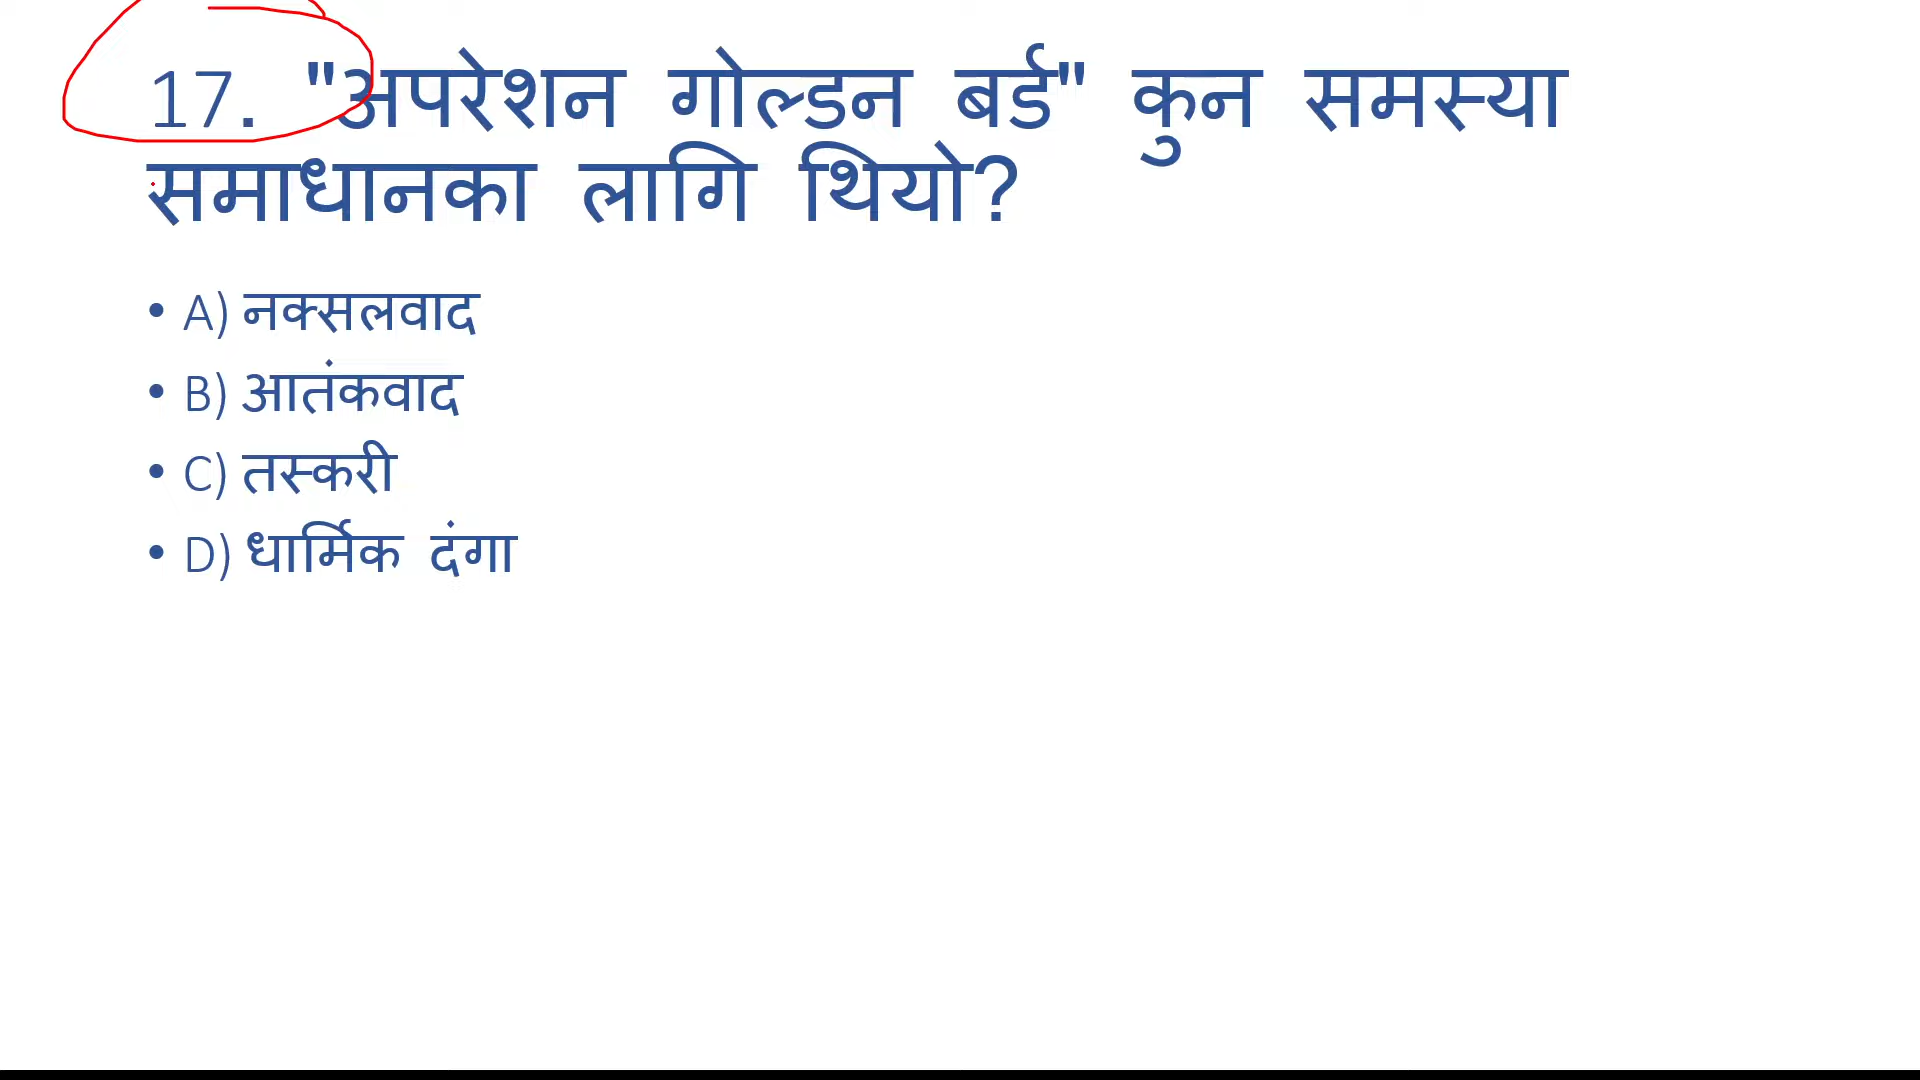 17. "अपरेशन गोल्डन बर्ड" कुन समस्या
समाधानका लागि थियो?
• A) नक्सलवाद
• B) आतंकवाद
• C) तस्करी
• D) धार्मिक दंगा